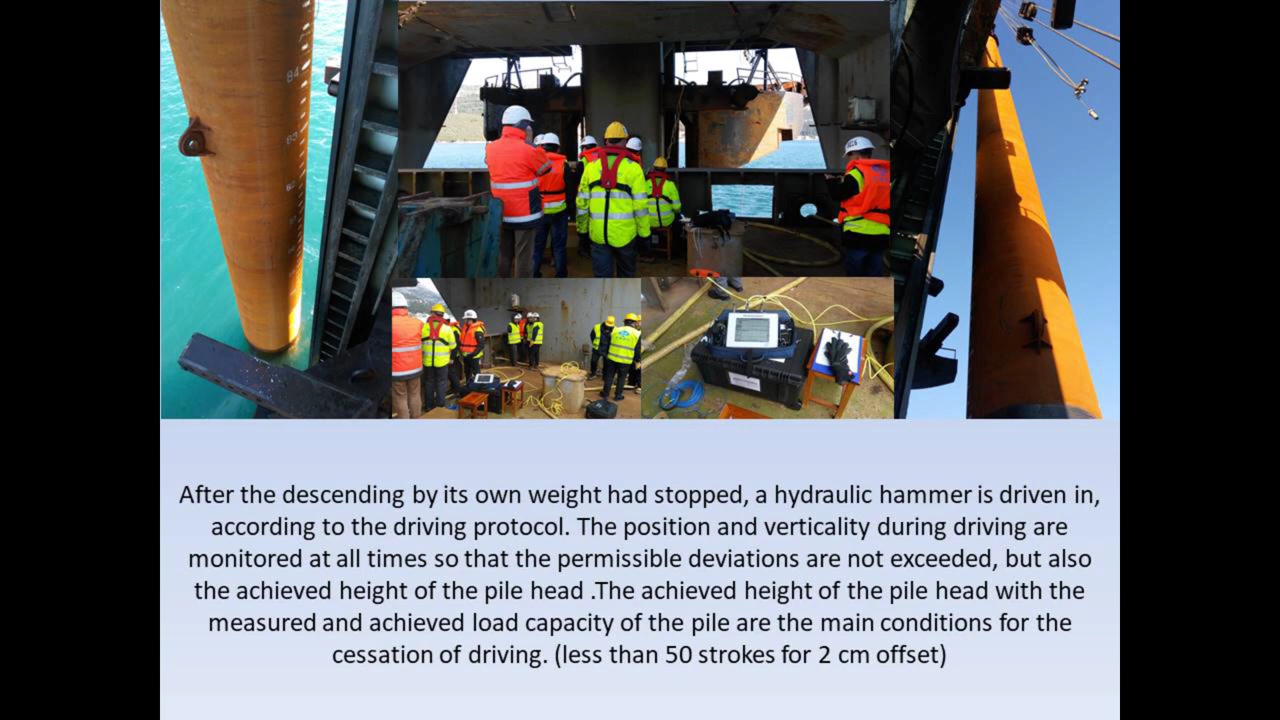 84
83
After the descending by its own weight had stopped, a hydraulic hammer is driven in,
according to the driving protocol. The position and verticality during driving are
monitored at all times so that the permissible deviations are not exceeded, but also
the achieved height of the pile head .The achieved height of the pile head with the
measured and achieved load capacity of the pile are the main conditions for the
cessation of driving. (less than 50 strokes for 2 cm offset)